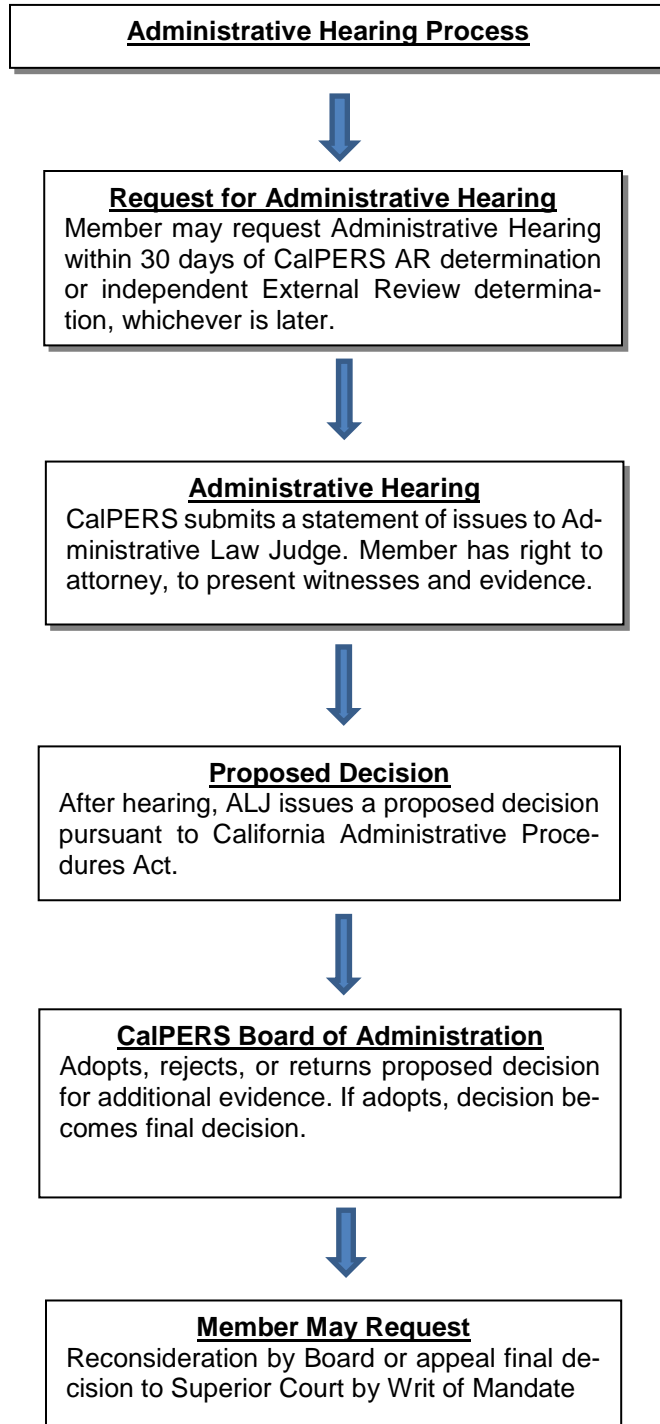 Administrative Hearing Process
Request for Administrative Hearing
Member may request Administrative Hearing
within 30 days of CalPERS AR determination
or independent External Review determina-
tion, whichever is later.
Administrative Hearing
CalPERS submits a statement of issues to Ad-
ministrative Law Judge. Member has right to
attorney, to present witnesses and evidence.
Proposed Decision
After hearing, ALJ issues a proposed decision
pursuant to California Administrative Proce-
dures Act.
CalPERS Board of Administration
Adopts, rejects, or returns proposed decision
for additional evidence. If adopts, decision be-
comes final decision.
Member May Request
Reconsideration by Board or appeal final de-
cision to Superior Court by Writ of Mandate